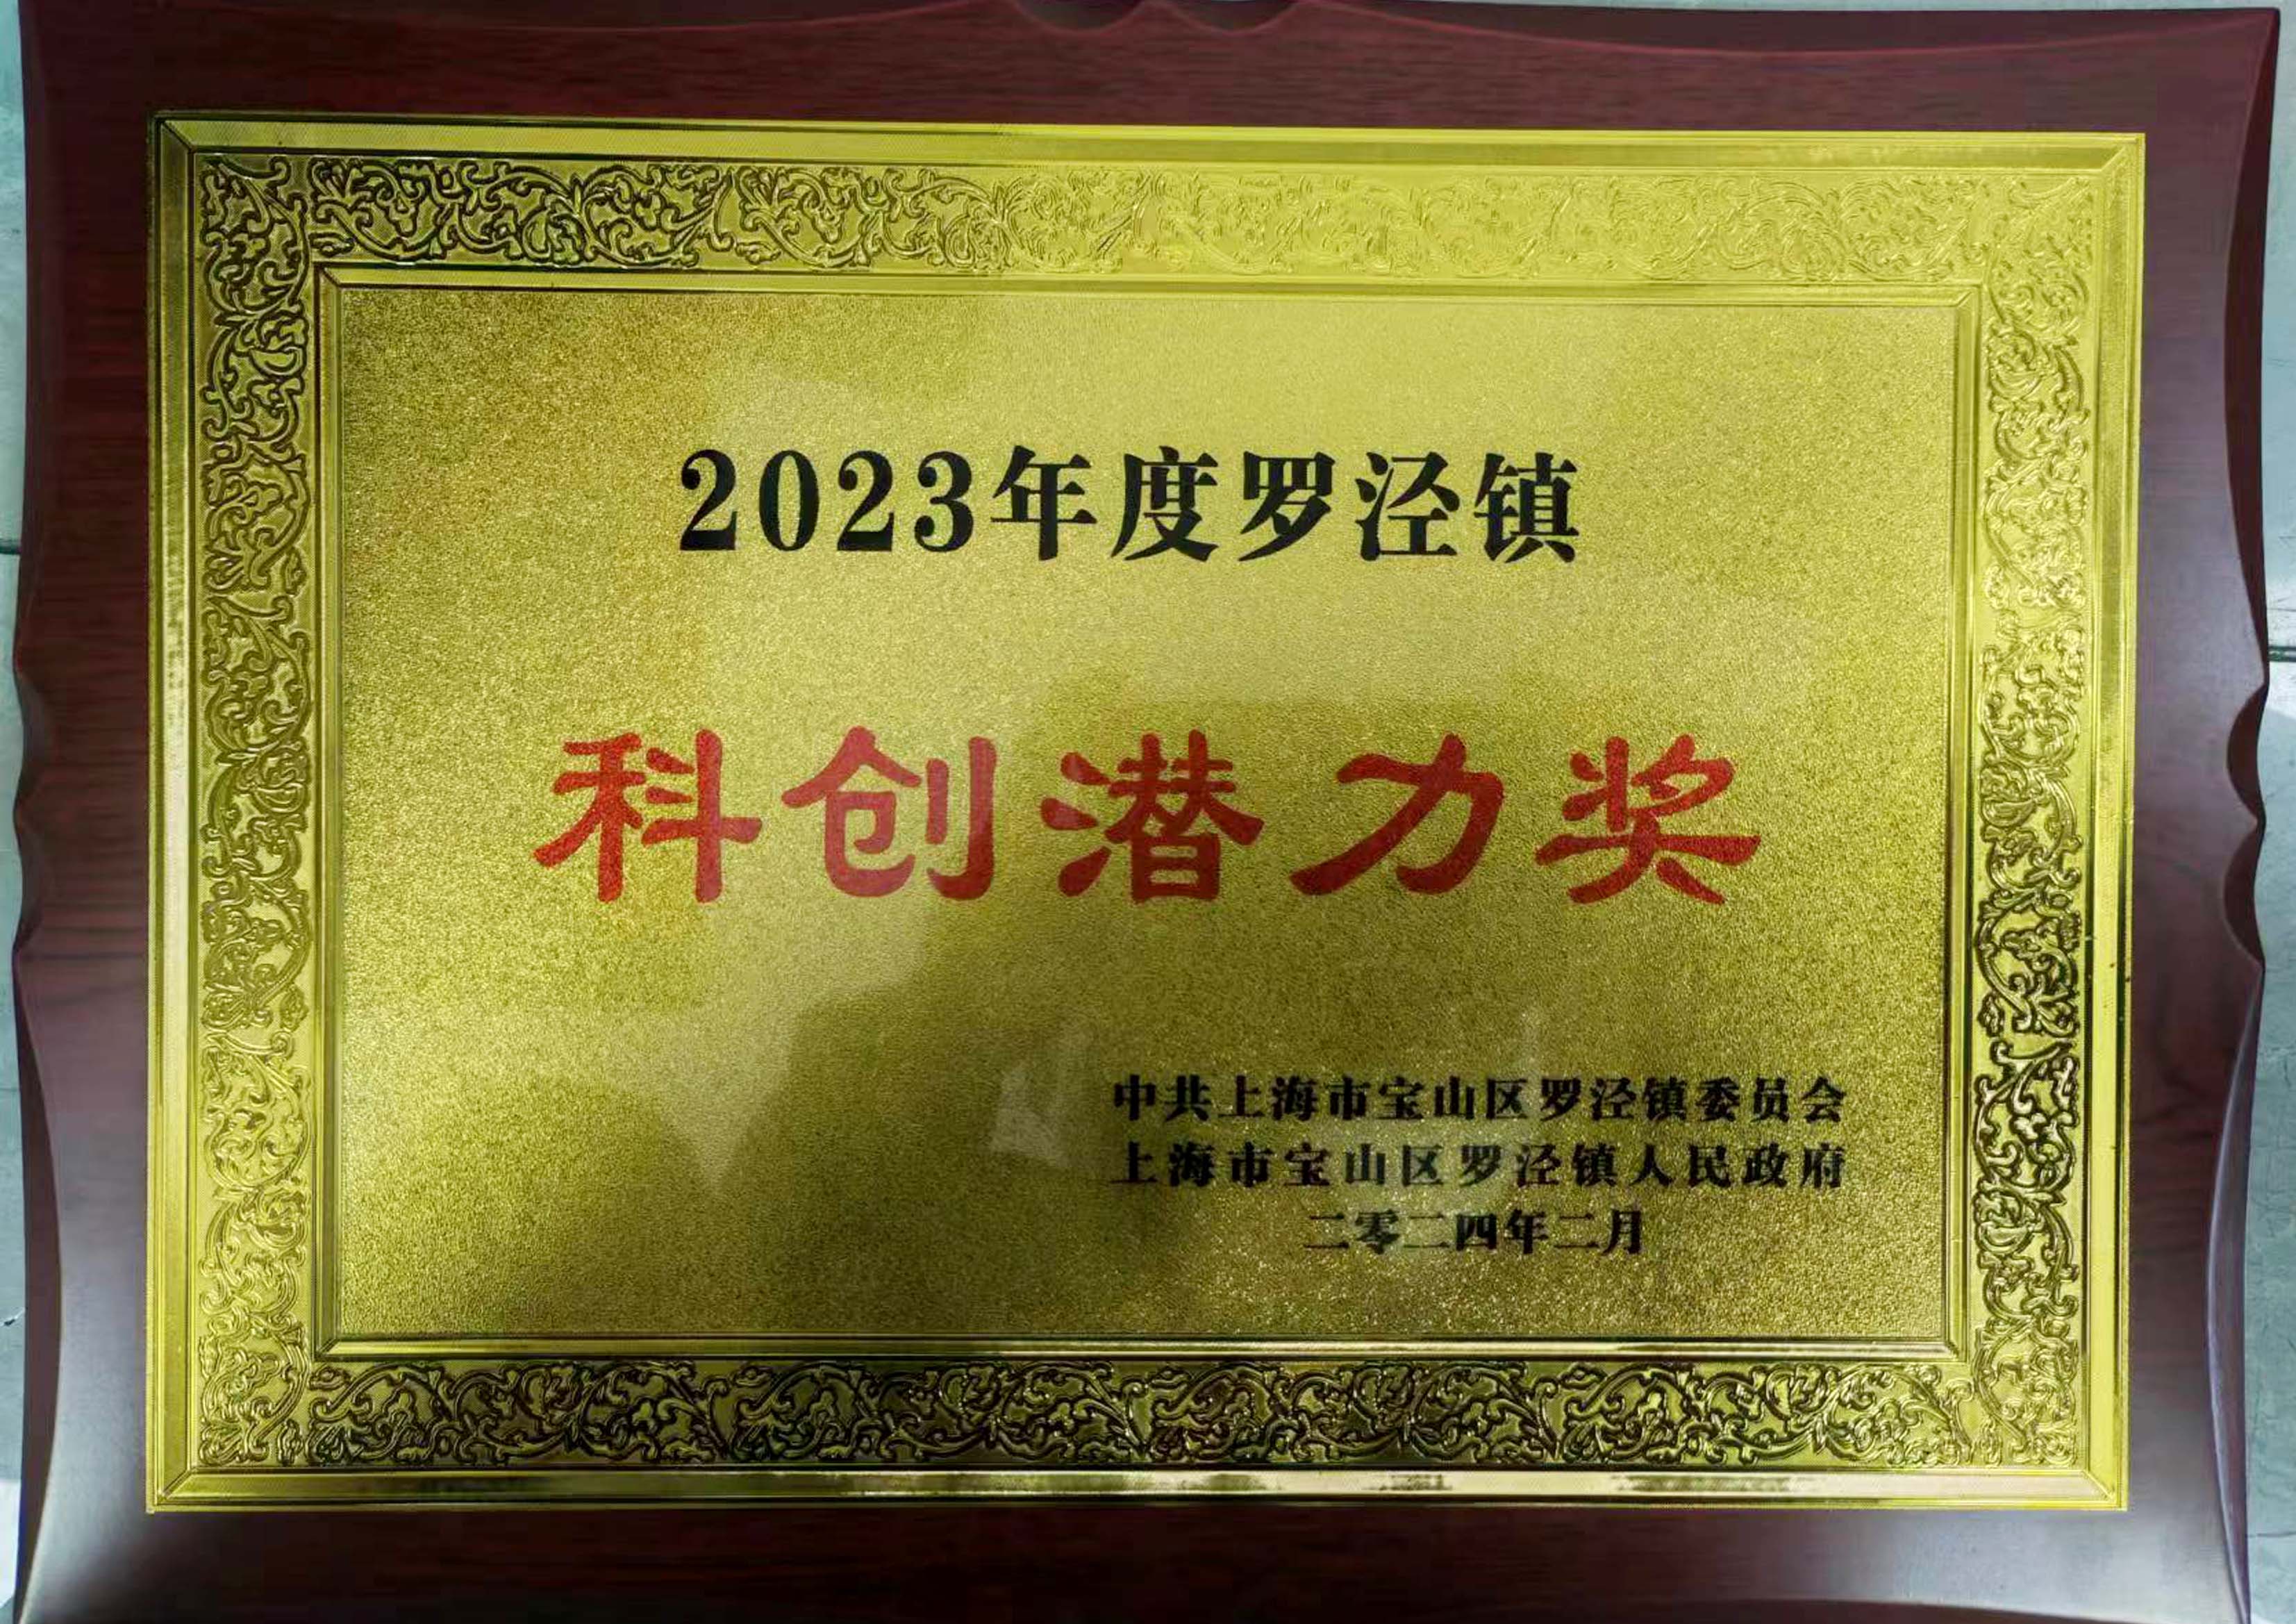 2023年度罗泾镇
科创潜力奖
中共上海市宝山区罗泾镇委员会
上海市宝山区罗泾镇人民政府
二零二四年二月